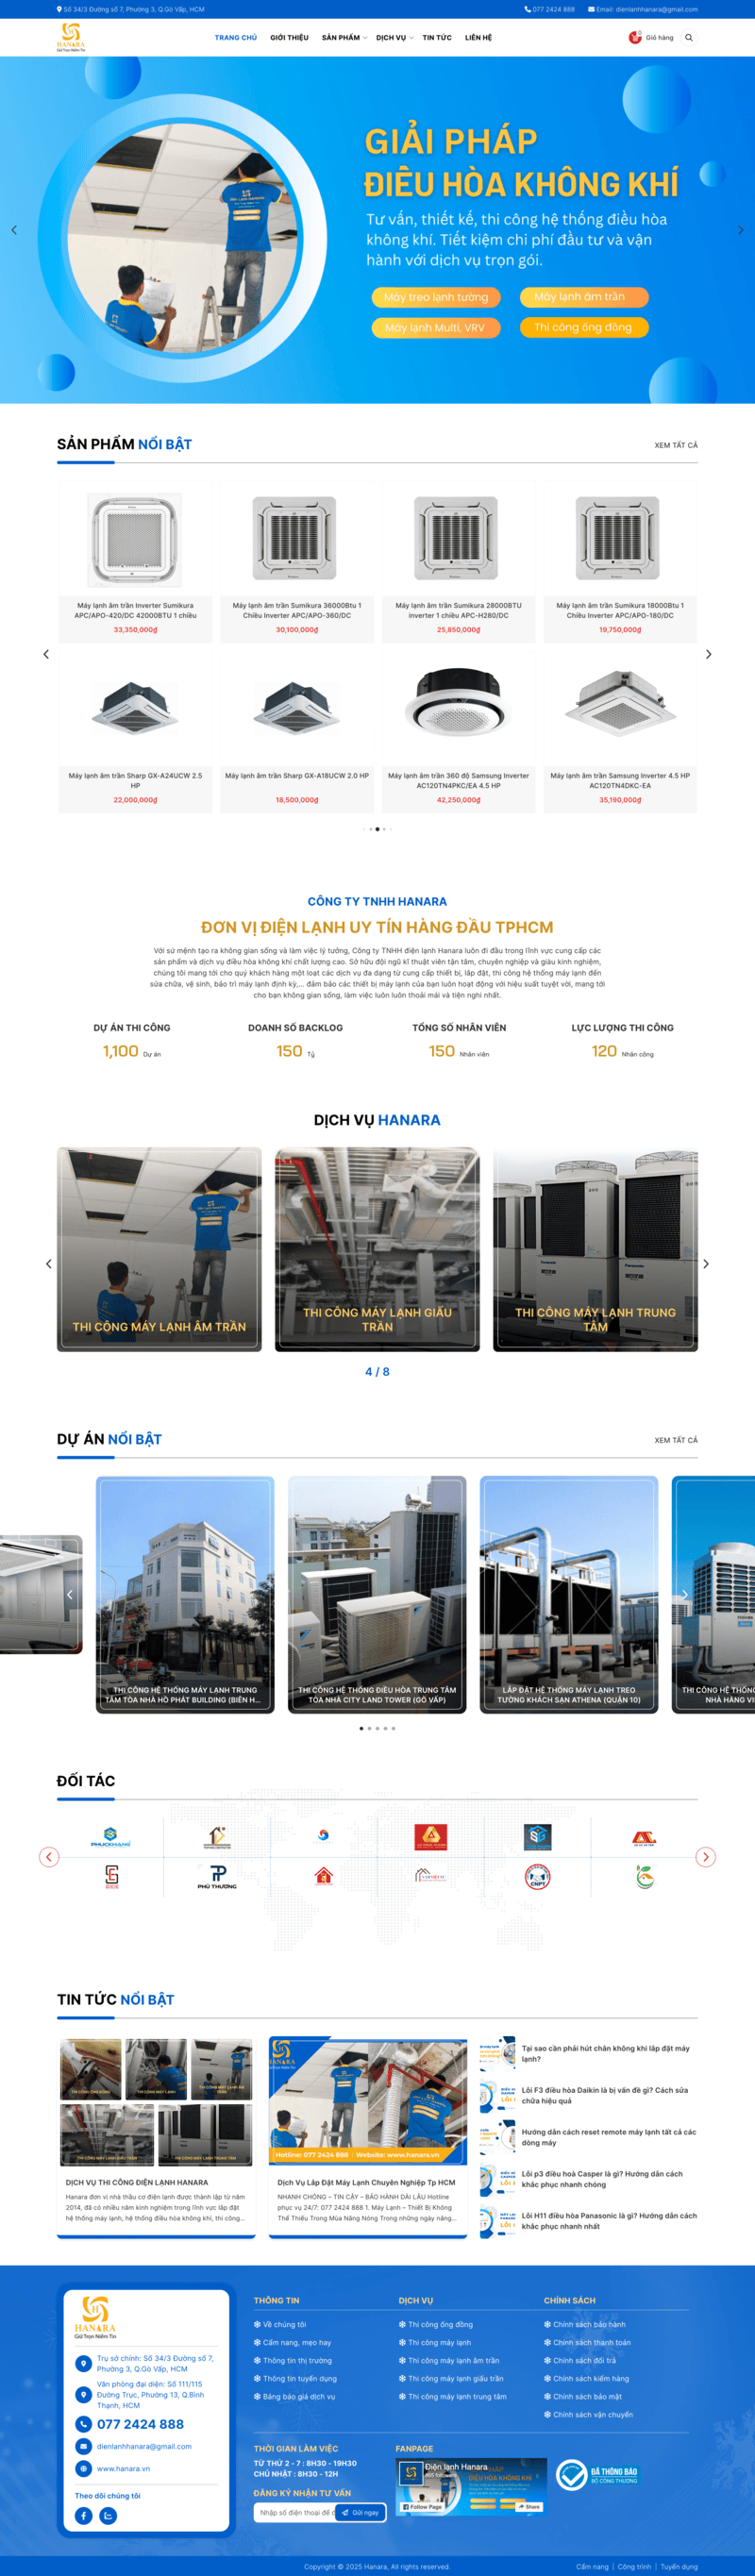 Số 34/3 Đường số 7, Phường 3, Q.Gò Vấp, HCM
077 2424 888
Email: dienlanhhanara@gmail.com
HANARA
Giữ Trọn Niềm Tin
TRANG CHỦ
GIỚI THIỆU
SẢN PHẨM
DỊCH VỤ
TIN TỨC
LIÊN HỆ
0
Giỏ hàng
GIẢI PHÁP
ĐIỀU HÒA KHÔNG KHÍ
Tư vấn, thiết kế, thi công hệ thống điều hòa
không khí. Tiết kiệm chi phí đầu tư và vận
hành với dịch vụ trọn gói.
Máy treo lạnh tường
Máy lạnh âm trần
Máy lạnh Multi, VRV
Thi công ống đồng
SẢN PHẨM NỔI BẬT
XEM TẤT CẢ
Máy lạnh âm trần Inverter Sumikura
APC/APO-420/DC 42000BTU 1 chiều
33,350,000₫
Máy lạnh âm trần Sumikura 36000Btu 1
Chiều Inverter APC/APO-360/DC
30,100,000₫
Máy lạnh âm trần Sumikura 28000BTU
inverter 1 chiều APC-H280/DC
25,850,000₫
Máy lạnh âm trần Sumikura 18000Btu 1
Chiều Inverter APC/APO-180/DC
19,750,000₫
Máy lạnh âm trần Sharp GX-A24UCW 2.5
HP
22,000,000₫
Máy lạnh âm trần Sharp GX-A18UCW 2.0 HP
18,500,000₫
Máy lạnh âm trần 360 độ Samsung Inverter
AC120TN4PKC/EA 4.5 HP
42,250,000₫
Máy lạnh âm trần Samsung Inverter 4.5 HP
AC120TN4DKC-EA
35,190,000₫
CÔNG TY TNHH HANARA
ĐƠN VỊ ĐIỆN LẠNH UY TÍN HÀNG ĐẦU TPHCM
Với sứ mệnh tạo ra không gian sống và làm việc lý tưởng, Công ty TNHH điện lạnh Hanara luôn đi đầu trong lĩnh vực cung cấp các
sản phẩm và dịch vụ điều hòa không khí chất lượng cao. Sở hữu đội ngũ kĩ thuật viên tận tâm, chuyên nghiệp và giàu kinh nghiệm,
chúng tôi mang tới cho quý khách hàng một loạt các dịch vụ đa dạng từ cung cấp thiết bị, lắp đặt, thi công hệ thống máy lạnh đến
sửa chữa, vệ sinh, bảo trì máy lạnh định kỳ,... đảm bảo các thiết bị máy lạnh của bạn luôn hoạt động với hiệu suất tuyệt vời, mang tới
cho bạn không gian sống, làm việc luôn luôn thoải mái và tiện nghi nhất.
DỰ ÁN THI CÔNG
1,100 Dự án
DOANH SỐ BACKLOG
150 Tỷ
TỔNG SỐ NHÂN VIÊN
150 Nhân viên
LỰC LƯỢNG THI CÔNG
120 Nhân công
DỊCH VỤ HANARA
THI CÔNG MÁY LẠNH ÂM TRẦN
THI CÔNG MÁY LẠNH GIẤU
TRẦN
THI CÔNG MÁY LẠNH TRUNG
TÂM
4 / 8
DỰ ÁN NỔI BẬT
XEM TẤT CẢ
THI CÔNG HỆ THỐNG MÁY LẠNH TRUNG
TÂM TÒA NHÀ HỒ PHÁT BUILDING (BIÊN H...
THI CÔNG HỆ THỐNG ĐIỀU HÒA TRUNG TÂM
TÒA NHÀ CITY LAND TOWER (GÒ VẤP)
LẮP ĐẶT HỆ THỐNG MÁY LẠNH TREO
TƯỜNG KHÁCH SẠN ATHENA (QUẬN 10)
THI CÔNG HỆ THỐN
NHÀ HÀNG VI
ĐỐI TÁC
PHUCKHANG
PHÚ THƯƠNG
CNPT
TIN TỨC NỔI BẬT
DỊCH VỤ THI CÔNG ĐIỆN LẠNH HANARA
Hanara đơn vị nhà thầu cơ điện lạnh được thành lập từ năm
2014, đã có nhiều năm kinh nghiệm trong lĩnh vực lắp đặt
hệ thống máy lạnh, hệ thống điều hòa không khí, thi công...
HANARA
Hotline: 077 2424 888 | Website: www.hanara.vn
Dịch Vụ Lắp Đặt Máy Lạnh Chuyên Nghiệp Tp HCM
NHANH CHÓNG – TIN CẬY – BẢO HÀNH DÀI LÂU Hotline
phục vụ 24/7: 077 2424 888 1. Máy Lạnh – Thiết Bị Không
Thể Thiếu Trong Mùa Nắng Nóng Trong những ngày nắng...
Tại sao cần phải hút chân không khi lắp đặt máy
lạnh?
Lỗi F3 điều hòa Daikin là bị vấn đề gì? Cách sửa
chữa hiệu quả
Hướng dẫn cách reset remote máy lạnh tất cả các
dòng máy
Lỗi p3 điều hoà Casper là gì? Hướng dẫn cách
khắc phục nhanh chóng
Lỗi H11 điều hòa Panasonic là gì? Hướng dẫn cách
khắc phục nhanh nhất
HANARA
Giữ Trọn Niềm Tin
Trụ sở chính: Số 34/3 Đường số 7,
Phường 3, Q.Gò Vấp, HCM
Văn phòng đại diện: Số 111/115
Đường Trục, Phường 13, Q.Bình
Thạnh, HCM
077 2424 888
dienlanhhanara@gmail.com
www.hanara.vn
Theo dõi chúng tôi
THÔNG TIN
Về chúng tôi
Cẩm nang, mẹo hay
Thông tin thị trường
Thông tin tuyển dụng
Bảng báo giá dịch vụ
DỊCH VỤ
Thi công ống đồng
Thi công máy lạnh
Thi công máy lạnh âm trần
Thi công máy lạnh giấu trần
Thi công máy lạnh trung tâm
CHÍNH SÁCH
Chính sách bảo hành
Chính sách thanh toán
Chính sách đổi trả
Chính sách kiểm hàng
Chính sách bảo mật
Chính sách vận chuyển
THỜI GIAN LÀM VIỆC
TỪ THỨ 2 - 7 : 8H30 - 19H30
CHỦ NHẬT : 8H30 - 12H
ĐĂNG KÝ NHẬN TƯ VẤN
Nhập số điện thoại để đ
Gửi ngay
FANPAGE
Điện lạnh Hanara
Follow Page
Share
ĐÃ THÔNG BÁO
BỘ CÔNG THƯƠNG
Copyright © 2025 Hanara, All rights reserved.
Cẩm nang | Công trình | Tuyển dụng